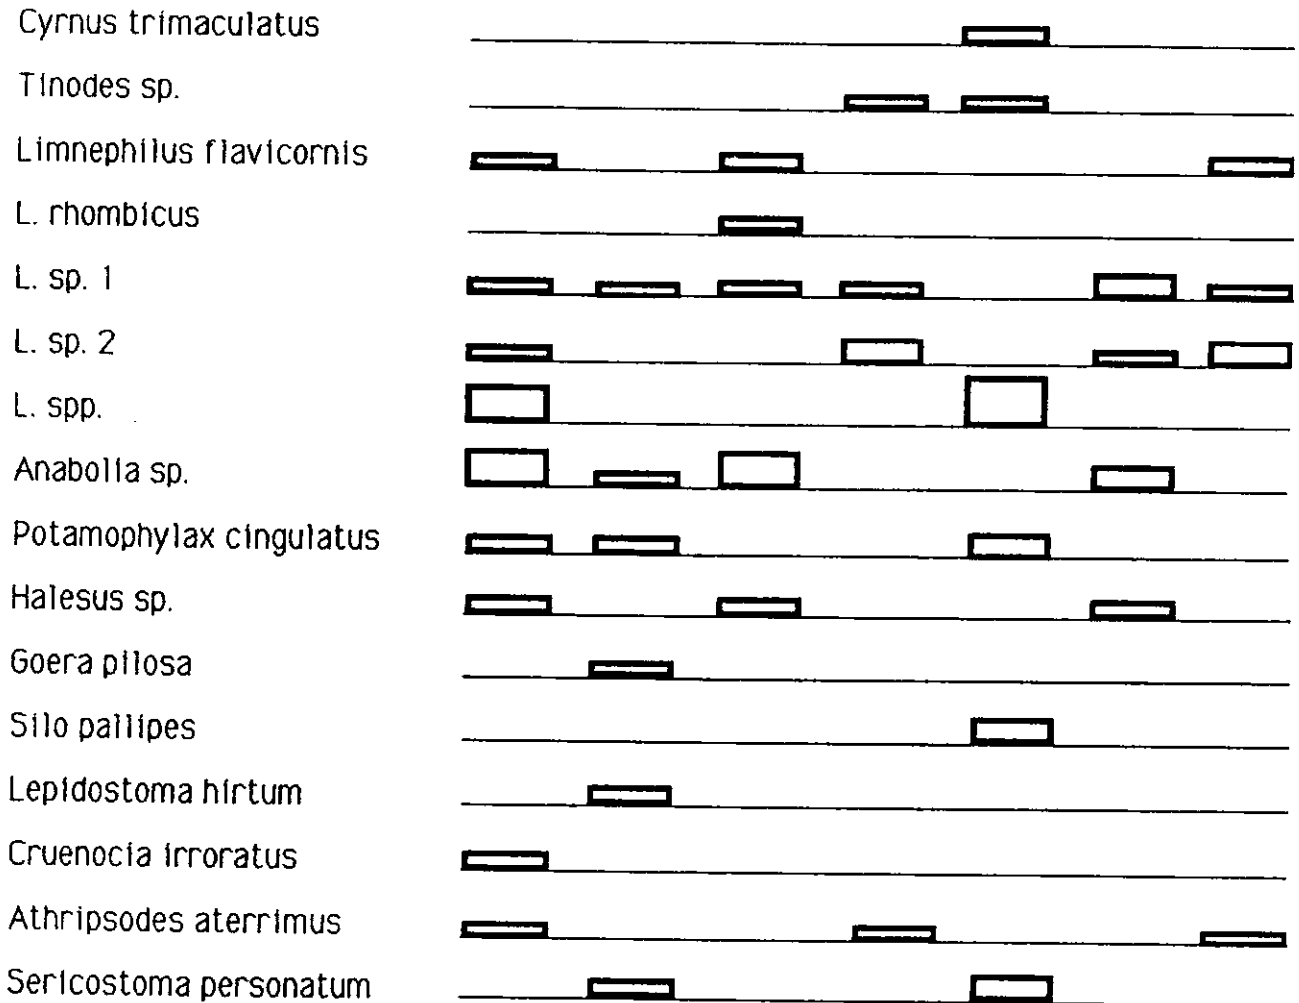 Cyrnus trimaculatus
Tinodes sp.
Limnephilus flavicornis
L. rhombicus
L. sp. 1
L. sp. 2
L. spp.
Anabolia sp.
Potamophylax cingulatus
Halesus sp.
Goera pilosa
Silo pallipes
Lepidostoma hirtum
Cruenocia irroratus
Athripsodes aterrimus
Sericostoma personatum